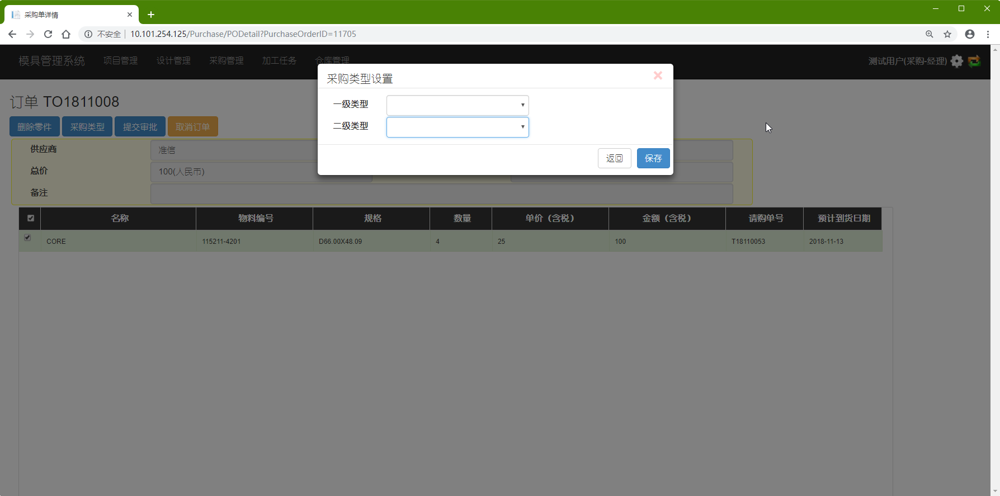 采购单详情
不安全 10.101.254.125/Purchase/PODetail?PurchaseOrderID=11705
模具管理系统 项目管理 设计管理 采购管理 加工任务 仓库管理 测试用户(采购-经理)
采购类型设置
一级类型
二级类型
返回 保存
订单 TO1811008
删除零件 采购类型 提交审批 取消订单
供应商 准信
总价 100(人民币)
备注
名称 物料编号 规格 数量 单价（含税） 金额（含税） 请购单号 预计到货日期
CORE 115211-4201 D66.00X48.09 4 25 100 T18110053 2018-11-13